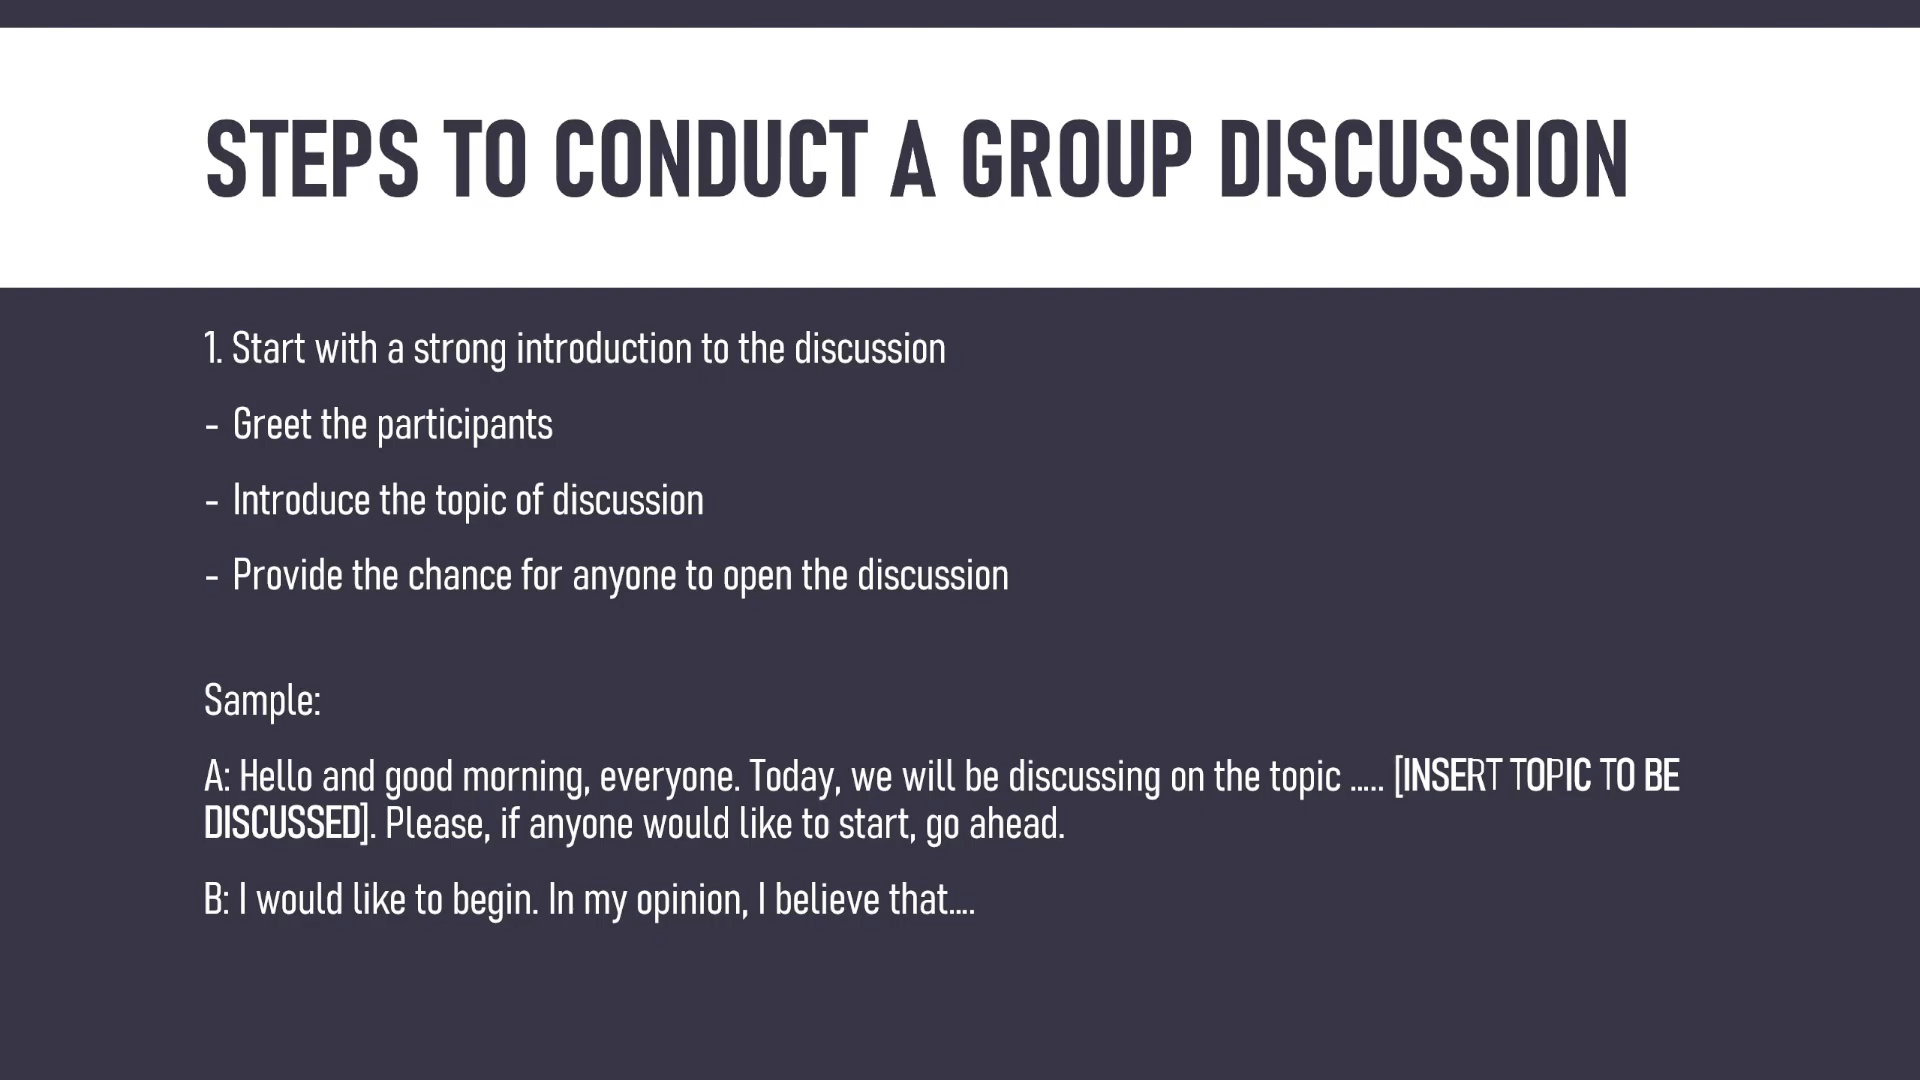 STEPS TO CONDUCT A GROUP DISCUSSION
1. Start with a strong introduction to the discussion
- Greet the participants
- Introduce the topic of discussion
- Provide the chance for anyone to open the discussion
Sample:
A: Hello and good morning, everyone. Today, we will be discussing on the topic ..... [INSERT TOPIC TO BE
DISCUSSED]. Please, if anyone would like to start, go ahead.
B: I would like to begin. In my opinion, I believe that....